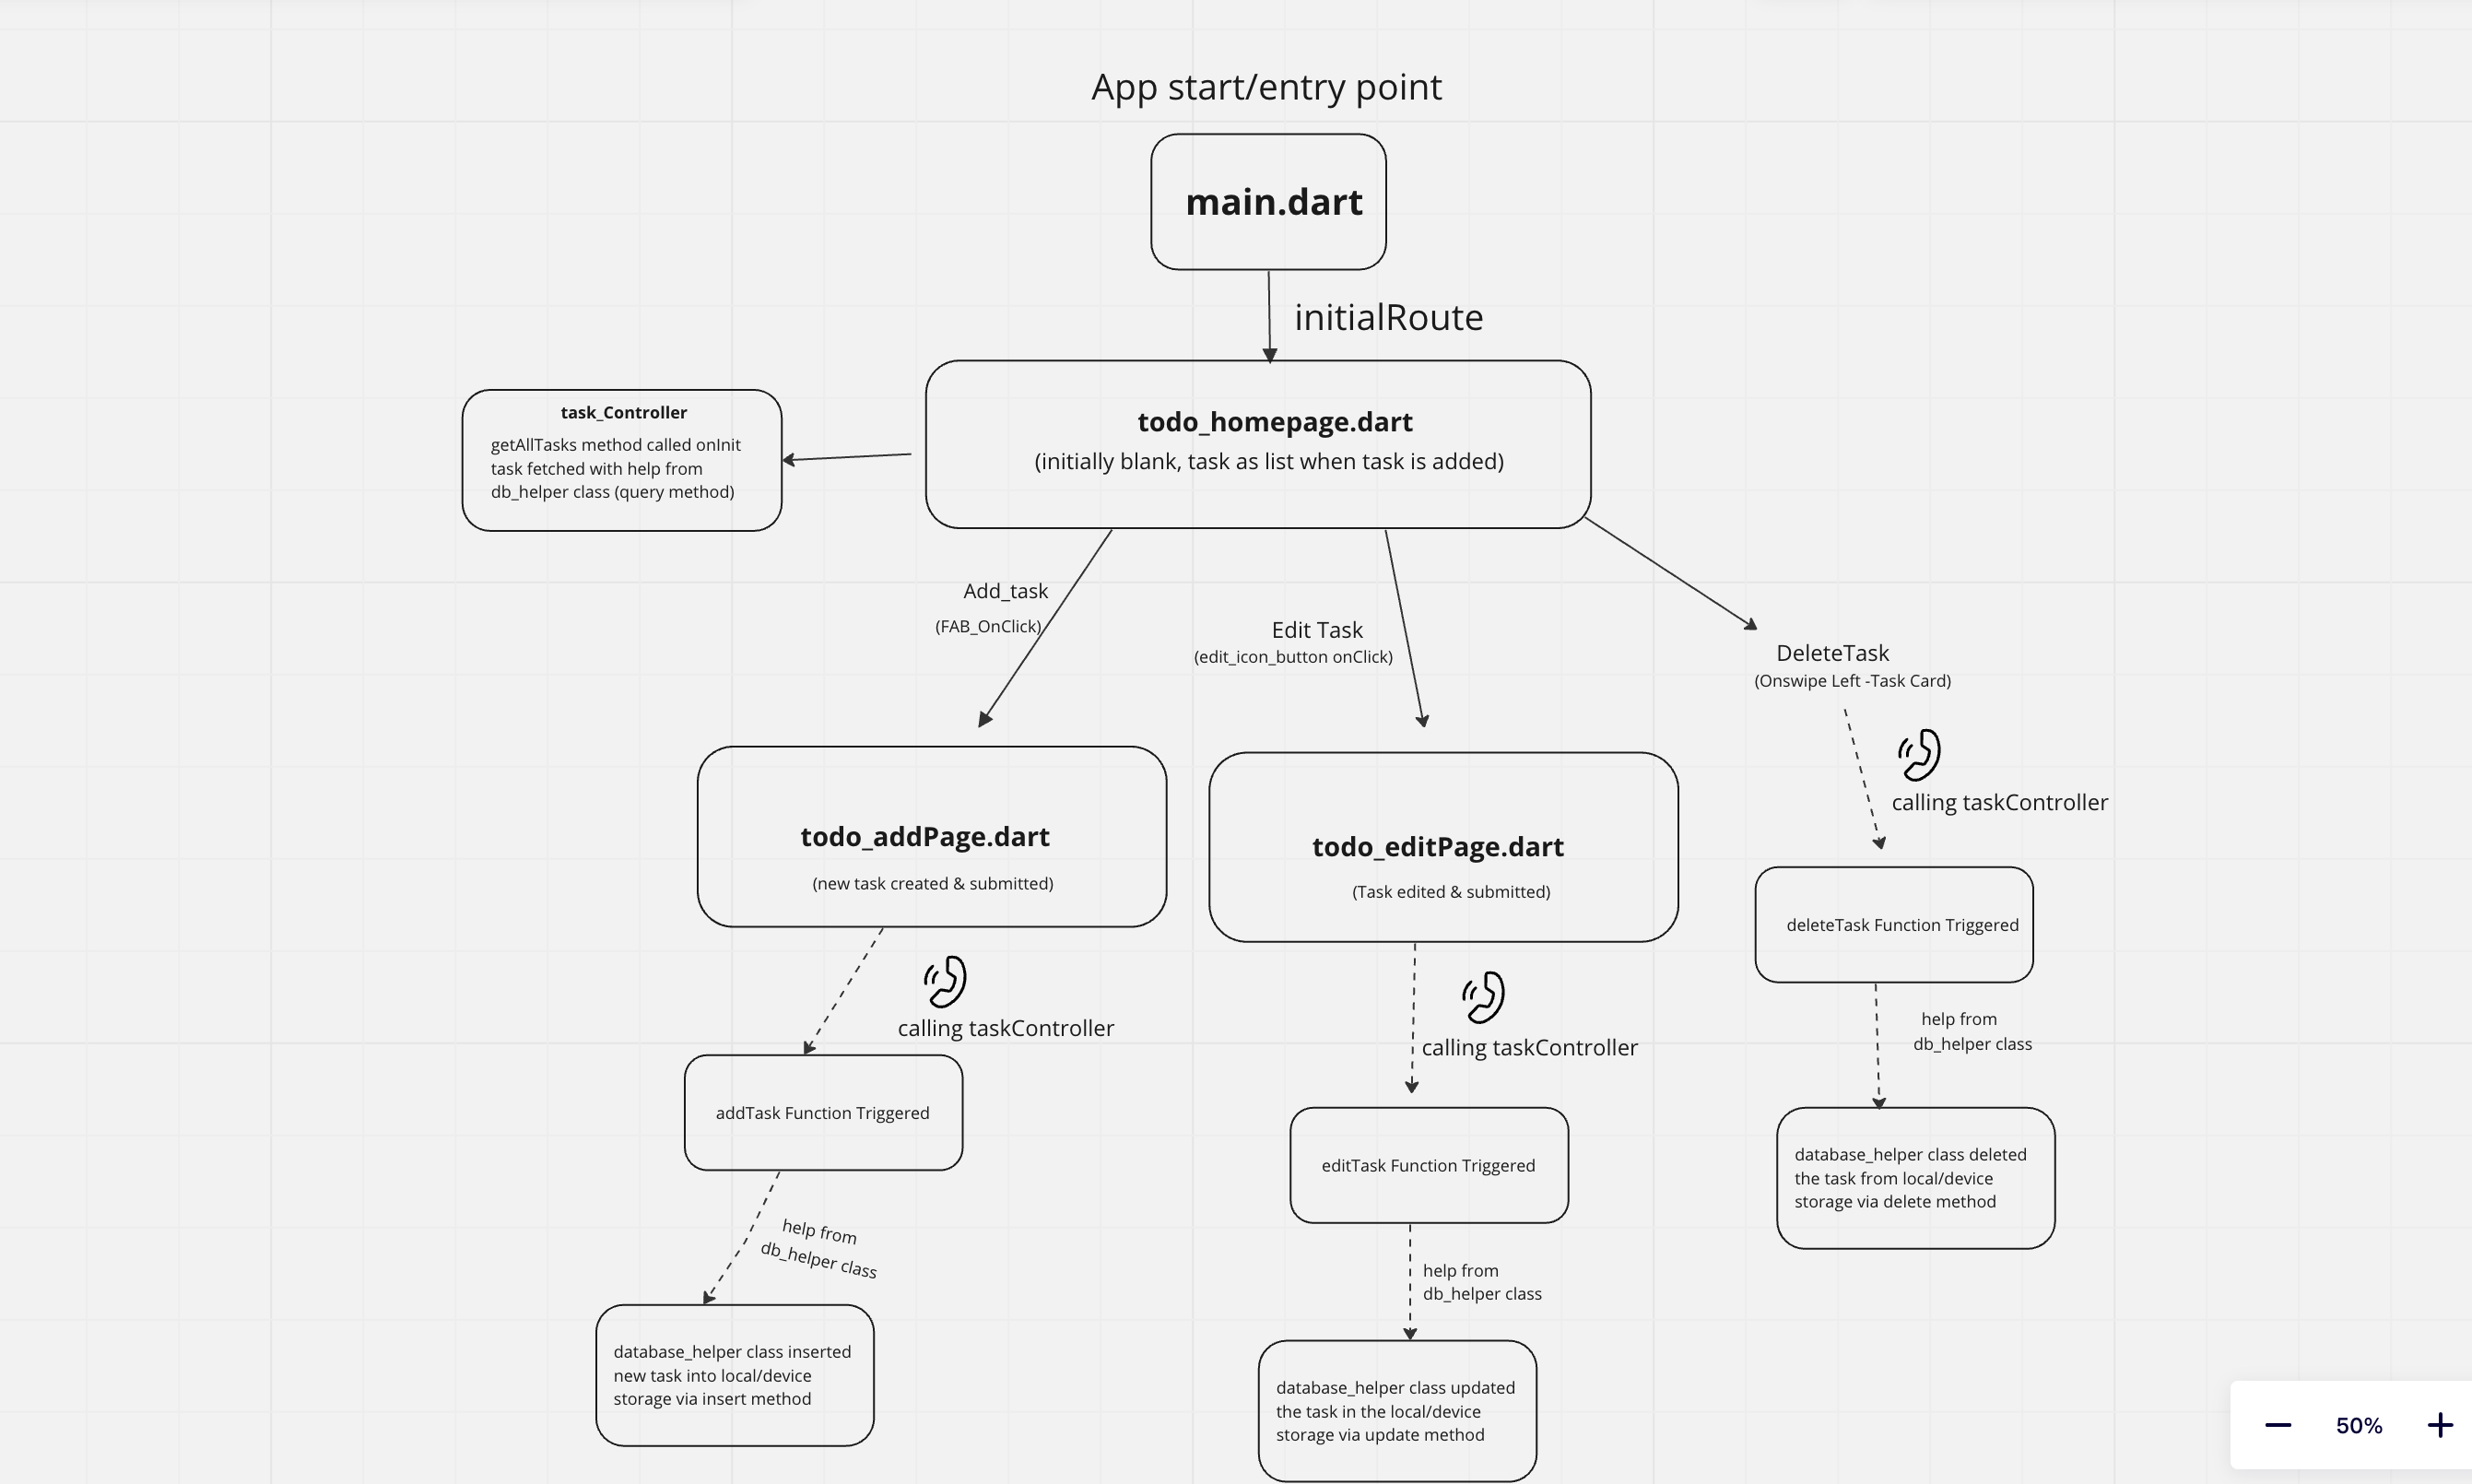 App start/entry point
main.dart
initialRoute
task_Controller
getAllTasks method called onInit
task fetched with help from
db_helper class (query method)
todo_homepage.dart
(initially blank, task as list when task is added)
Add_task
(FAB_OnClick)
Edit Task
(edit_icon_button onClick)
DeleteTask
(Onswipe Left -Task Card)
calling taskController
todo_addPage.dart
(new task created & submitted)
todo_editPage.dart
(Task edited & submitted)
deleteTask Function Triggered
calling taskController
calling taskController
help from
db_helper class
addTask Function Triggered
editTask Function Triggered
database_helper class deleted
the task from local/device
storage via delete method
help from
db_helper class
help from
db_helper class
database_helper class inserted
new task into local/device
storage via insert method
database_helper class updated
the task in the local/device
storage via update method
50%